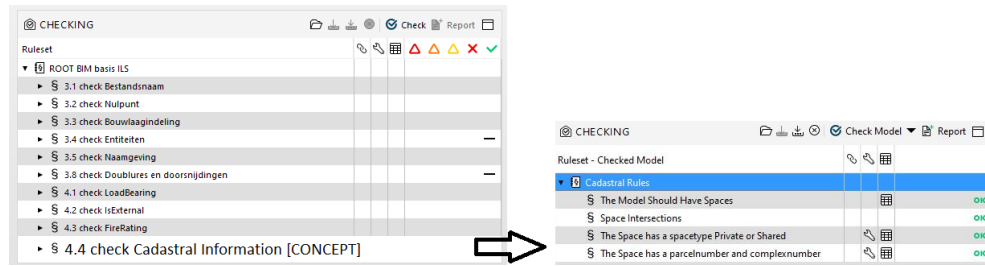 CHECKING
Check Report
Ruleset
ROOT BIM basis ILS
§ 3.1 check Bestandsnaam
§ 3.2 check Nulpunt
§ 3.3 check Bouwlaagindeling
§ 3.4 check Entiteiten
§ 3.5 check Naamgeving
§ 3.8 check Doublures en doorsnijdingen
§ 4.1 check LoadBearing
§ 4.2 check IsExternal
§ 4.3 check FireRating
§ 4.4 check Cadastral Information [CONCEPT]
CHECKING
Check Model Report
Ruleset - Checked Model
Cadastral Rules
§ The Model Should Have Spaces OK
§ Space Intersections OK
§ The Space has a spacetype Private or Shared OK
§ The Space has a parcelnumber and complexnumber OK